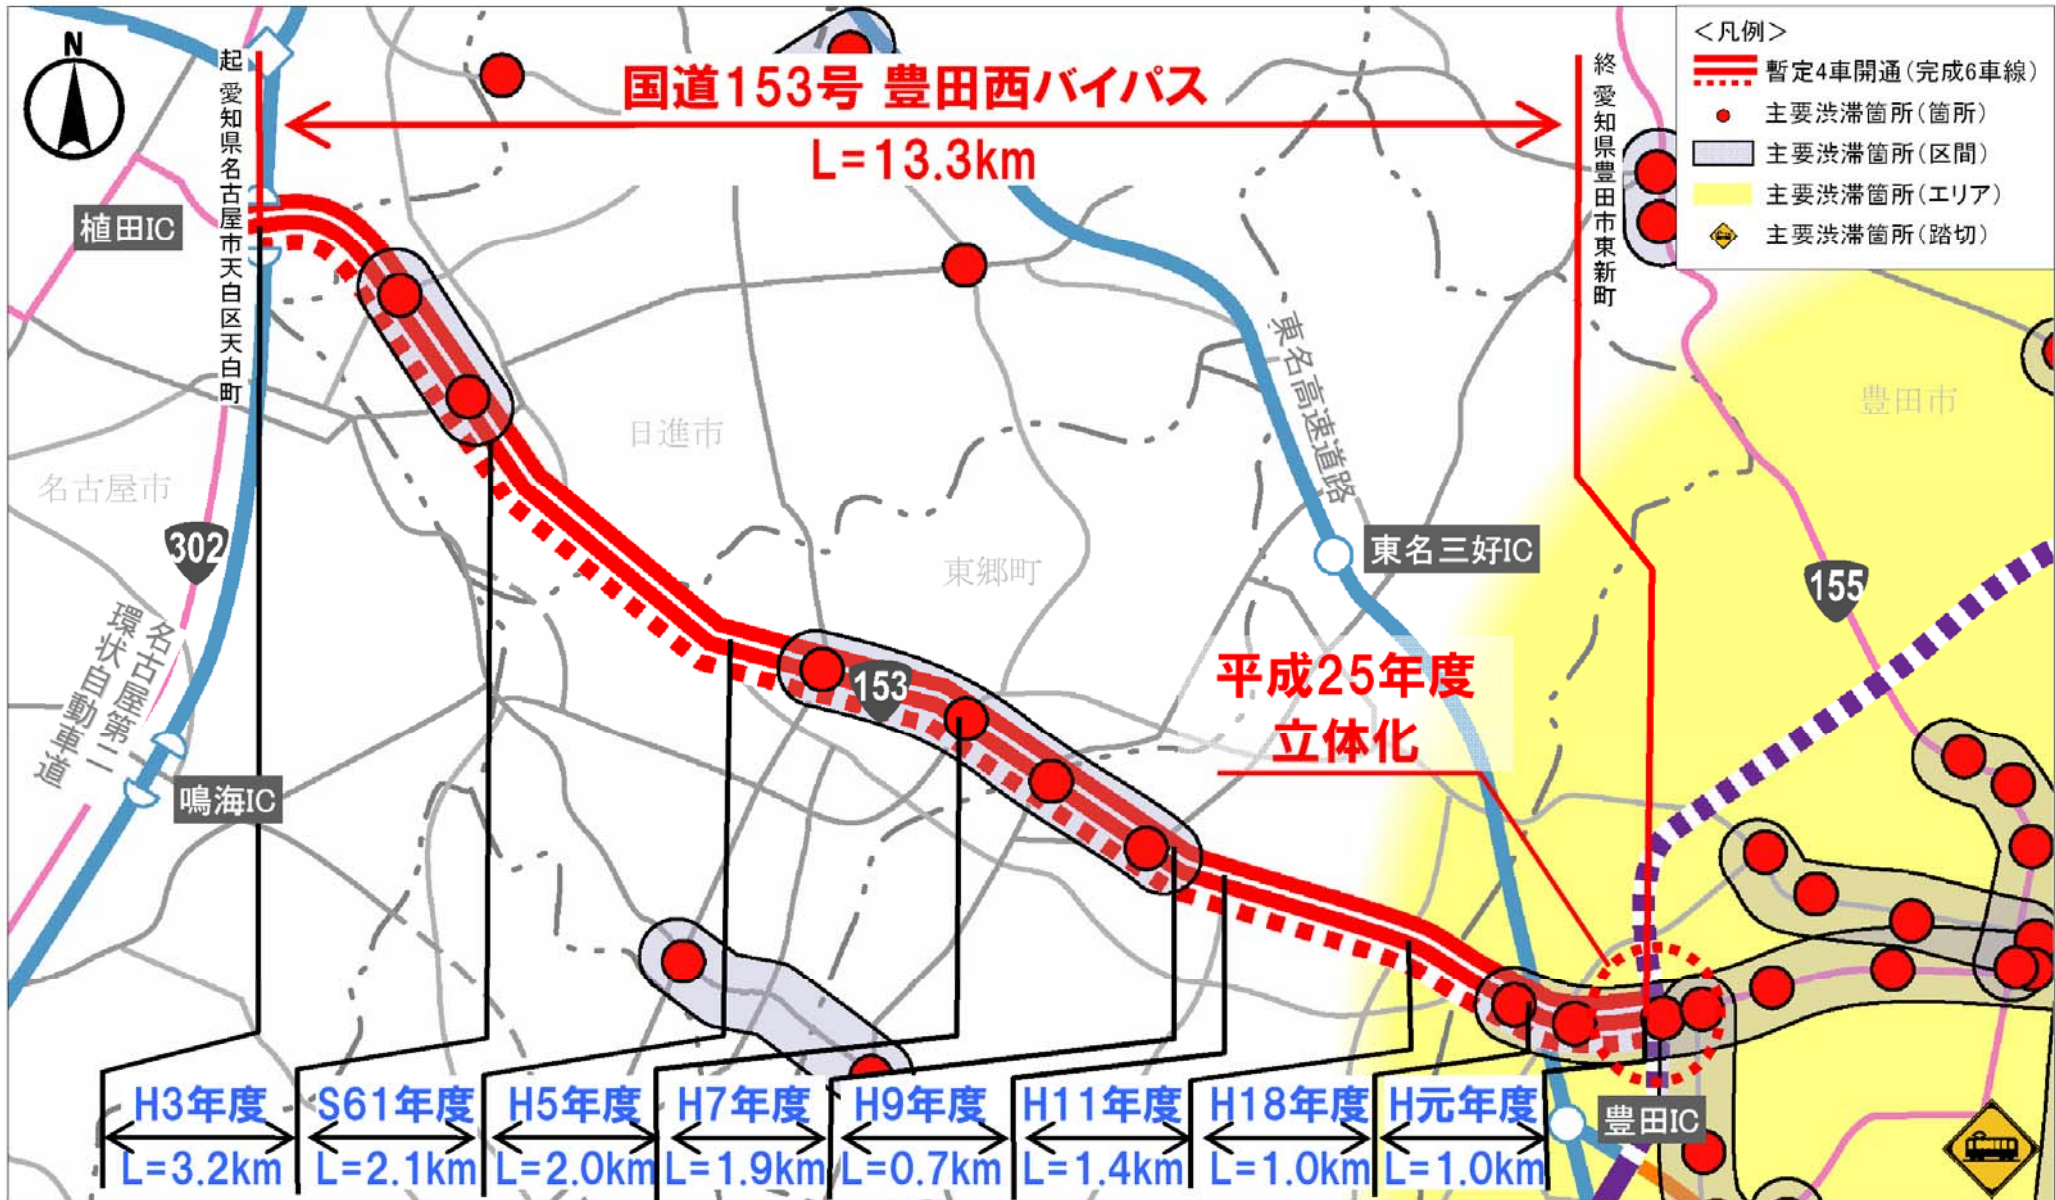 N
起 愛知県名古屋市天白区天白町
国道153号 豊田西バイパス
L=13.3km
終 愛知県豊田市東新町
<凡例>
暫定4車開通(完成6車線)
主要渋滞箇所(箇所)
主要渋滞箇所(区間)
主要渋滞箇所(エリア)
主要渋滞箇所(踏切)
植田IC
東名高速道路
豊田市
日進市
名古屋市
302
東名三好IC
東郷町
155
名古屋第二
環状自動車道
153
平成25年度
立体化
鳴海IC
H3年度
L=3.2km
S61年度
L=2.1km
H5年度
L=2.0km
H7年度
L=1.9km
H9年度
L=0.7km
H11年度
L=1.4km
H18年度
L=1.0km
H元年度
L=1.0km
豊田IC